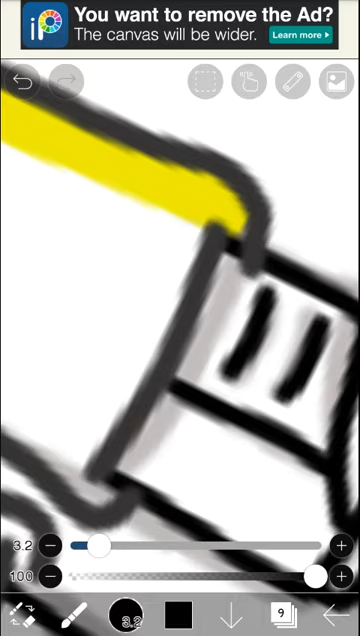 iP
You want to remove the Ad?
The canvas will be wider.
Learn more
3.2
100
3.2
9